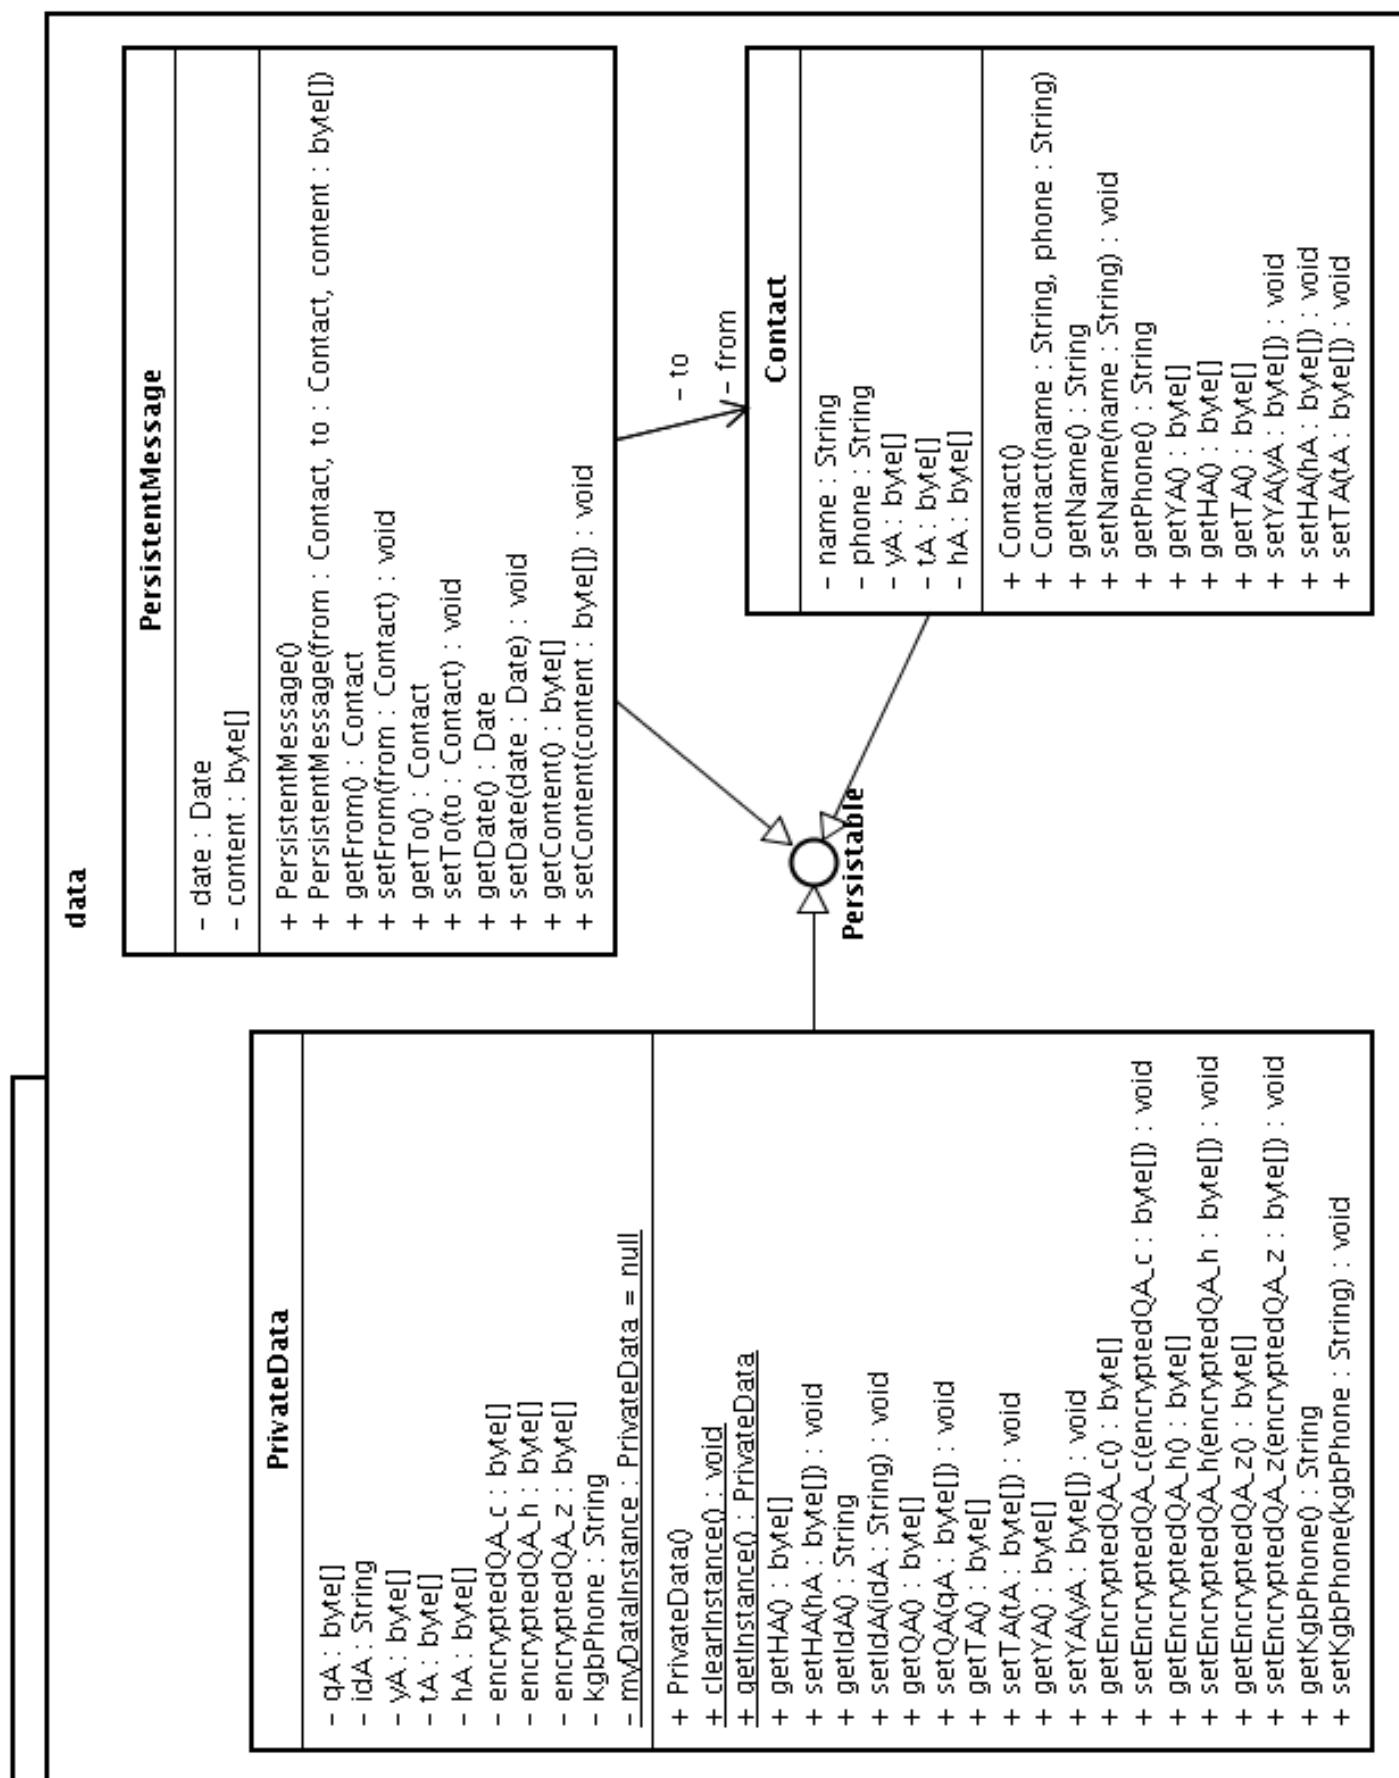 data
PersistentMessage
- date : Date
- content : byte[]
+ PersistentMessage()
+ PersistentMessage(from : Contact, to : Contact, content : byte[])
+ getFrom() : Contact
+ setFrom(from : Contact) : void
+ getTo() : Contact
+ setTo(to : Contact) : void
+ getDate() : Date
+ setDate(date : Date) : void
+ getContent() : byte[]
+ setContent(content : byte[]) : void
PrivateData
- qA : byte[]
- idA : String
- yA : byte[]
- tA : byte[]
- hA : byte[]
- encryptedQA_c : byte[]
- encryptedQA_h : byte[]
- encryptedQA_z : byte[]
- kgbPhone : String
- myDataInstance : PrivateData = null
+ PrivateData()
+ clearInstance() : void
+ getInstance() : PrivateData
+ getHA() : byte[]
+ setHA(hA : byte[]) : void
+ getIdA() : String
+ setIdA(idA : String) : void
+ getQA() : byte[]
+ setQA(qA : byte[]) : void
+ getTA() : byte[]
+ setTA(tA : byte[]) : void
+ getYA() : byte[]
+ setYA(yA : byte[]) : void
+ getEncryptedQA_c() : byte[]
+ setEncryptedQA_c(encryptedQA_c : byte[]) : void
+ getEncryptedQA_h() : byte[]
+ setEncryptedQA_h(encryptedQA_h : byte[]) : void
+ getEncryptedQA_z() : byte[]
+ setEncryptedQA_z(encryptedQA_z : byte[]) : void
+ getKgbPhone() : String
+ setKgbPhone(kgbPhone : String) : void
Persistable
- to
- from
Contact
- name : String
- phone : String
- yA : byte[]
- tA : byte[]
- hA : byte[]
+ Contact()
+ Contact(name : String, phone : String)
+ getName() : String
+ setName(name : String) : void
+ getPhone() : String
+ getYA() : byte[]
+ getHA() : byte[]
+ getTA() : byte[]
+ setYA(yA : byte[]) : void
+ setHA(hA : byte[]) : void
+ setTA(tA : byte[]) : void